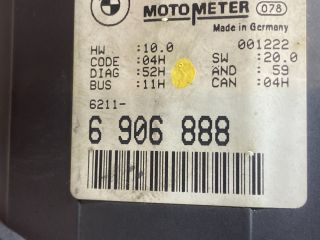 MOTOMETER 078
Made in Germany
HW :10.0 001222
CODE :04H SW :20.0
DIAG :52H AND : 59
BUS :11H CAN :04H
6211-
6 906 888